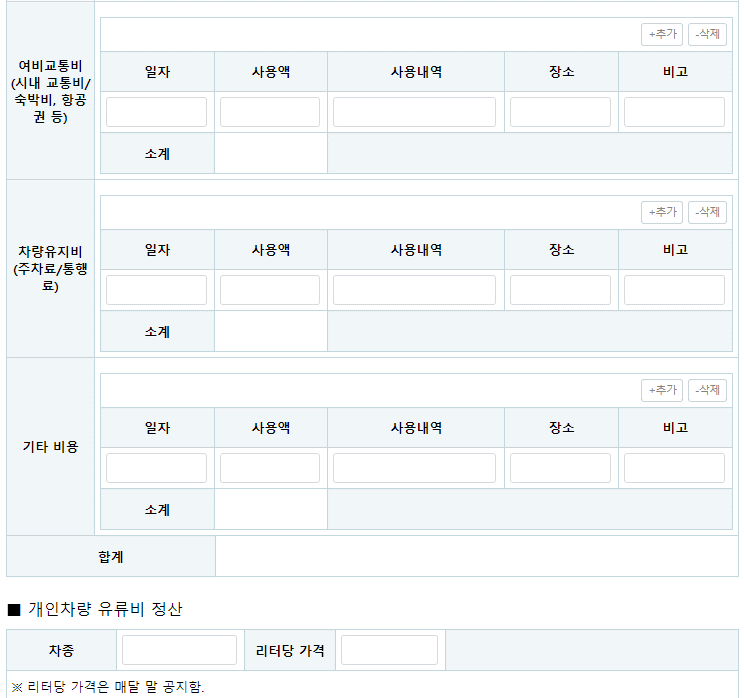 +추가 -삭제
여비교통비
(시내 교통비/
숙박비, 항공
권 등)
일자 사용액 사용내역 장소 비고
소계
+추가 -삭제
차량유지비
(주차료/통행
료)
일자 사용액 사용내역 장소 비고
소계
+추가 -삭제
기타 비용
일자 사용액 사용내역 장소 비고
소계
합계
■ 개인차량 유류비 정산
차종 리터당 가격
※ 리터당 가격은 매달 말 공지함.